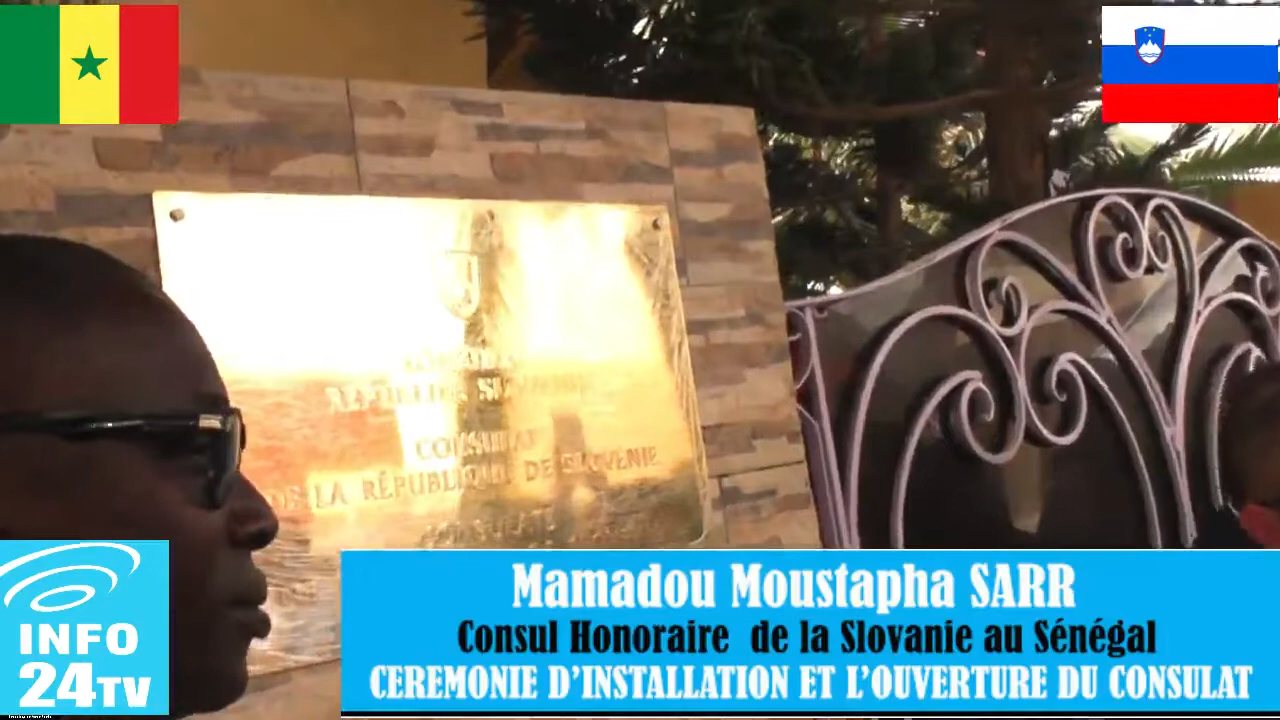 CONSULAT
DE LA RÉPUBLIQUE DE SLOVÉNIE
INFO
24TV
Mamadou Moustapha SARR
Consul Honoraire de la Slovanie au Sénégal
CEREMONIE D'INSTALLATION ET L'OUVERTURE DU CONSULAT